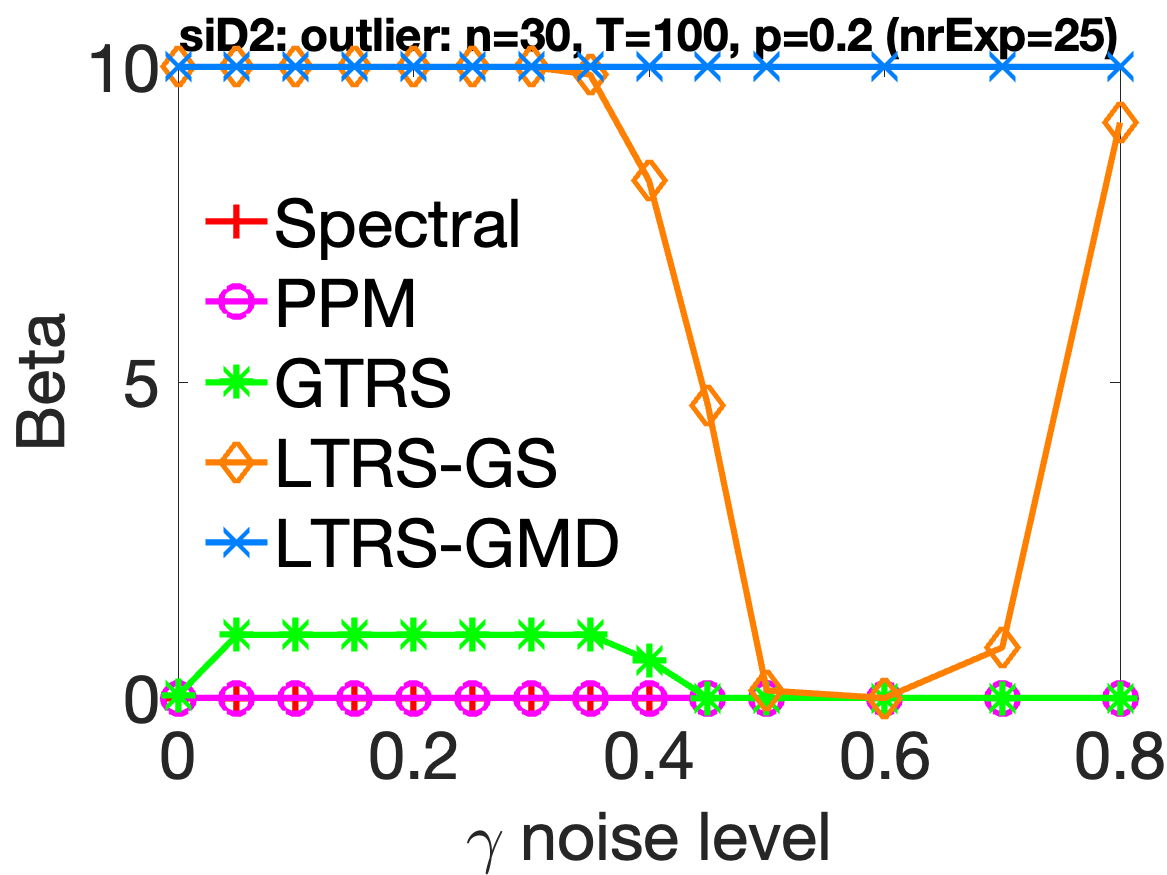 siD2: outlier: n=30, T=100, p=0.2 (nrExp=25)
10
5
0
Beta
Spectral
PPM
GTRS
LTRS-GS
LTRS-GMD
0 0.2 0.4 0.6 0.8
γ noise level